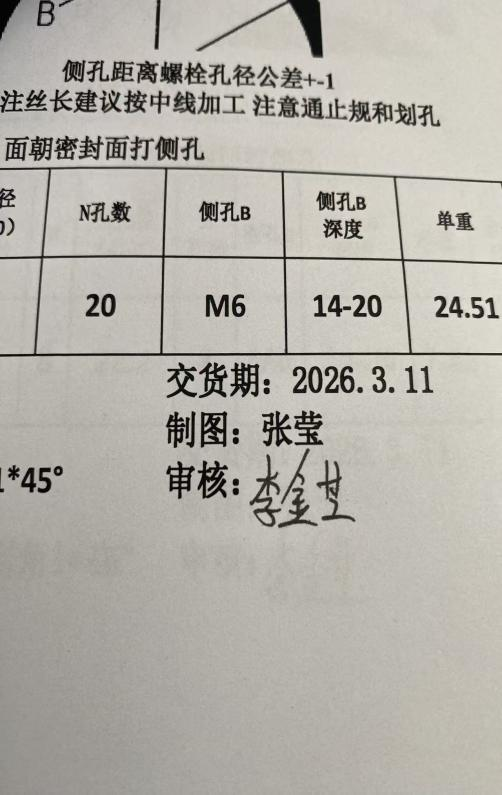 B
侧孔距离螺栓孔径公差+-1
注丝长建议按中线加工 注意通止规和划孔
面朝密封面打侧孔
径 N孔数 侧孔B 侧孔B深度 单重
20 M6 14-20 24.51
交货期：2026.3.11
制图：张莹
1*45° 审核：李金芝